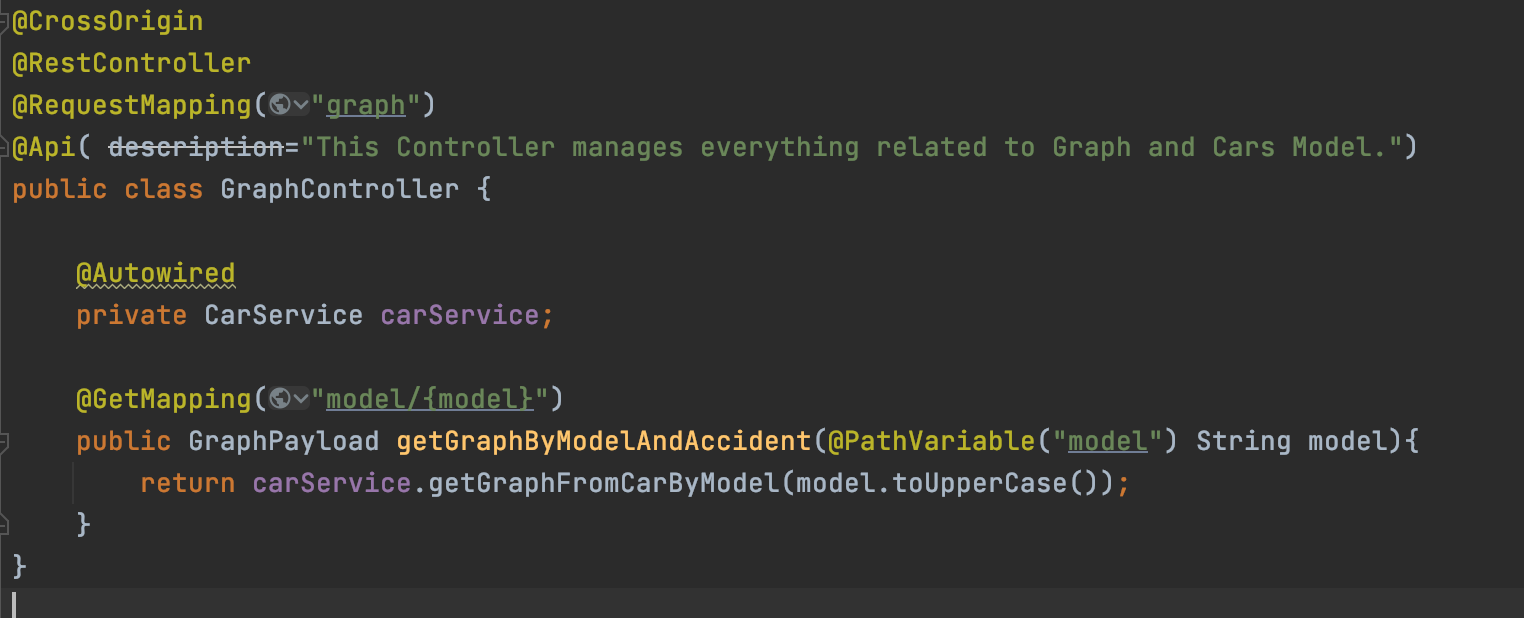 @CrossOrigin
@RestController
@RequestMapping("graph")
@Api( description="This Controller manages everything related to Graph and Cars Model.")
public class GraphController {
@Autowired
private CarService carService;
@GetMapping("model/{model}")
public GraphPayload getGraphByModelAndAccident(@PathVariable("model") String model){
return carService.getGraphFromCarByModel(model.toUpperCase());
}
}